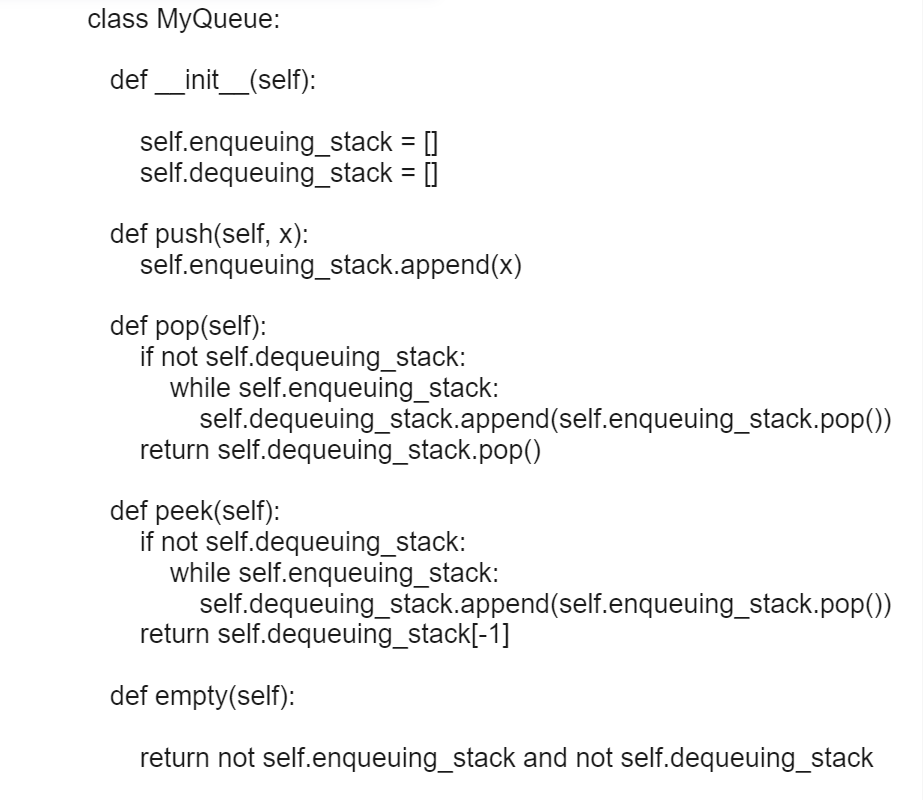 class MyQueue:
def __init__(self):
self.enqueuing_stack = []
self.dequeuing_stack = []
def push(self, x):
self.enqueuing_stack.append(x)
def pop(self):
if not self.dequeuing_stack:
while self.enqueuing_stack:
self.dequeuing_stack.append(self.enqueuing_stack.pop())
return self.dequeuing_stack.pop()
def peek(self):
if not self.dequeuing_stack:
while self.enqueuing_stack:
self.dequeuing_stack.append(self.enqueuing_stack.pop())
return self.dequeuing_stack[-1]
def empty(self):
return not self.enqueuing_stack and not self.dequeuing_stack